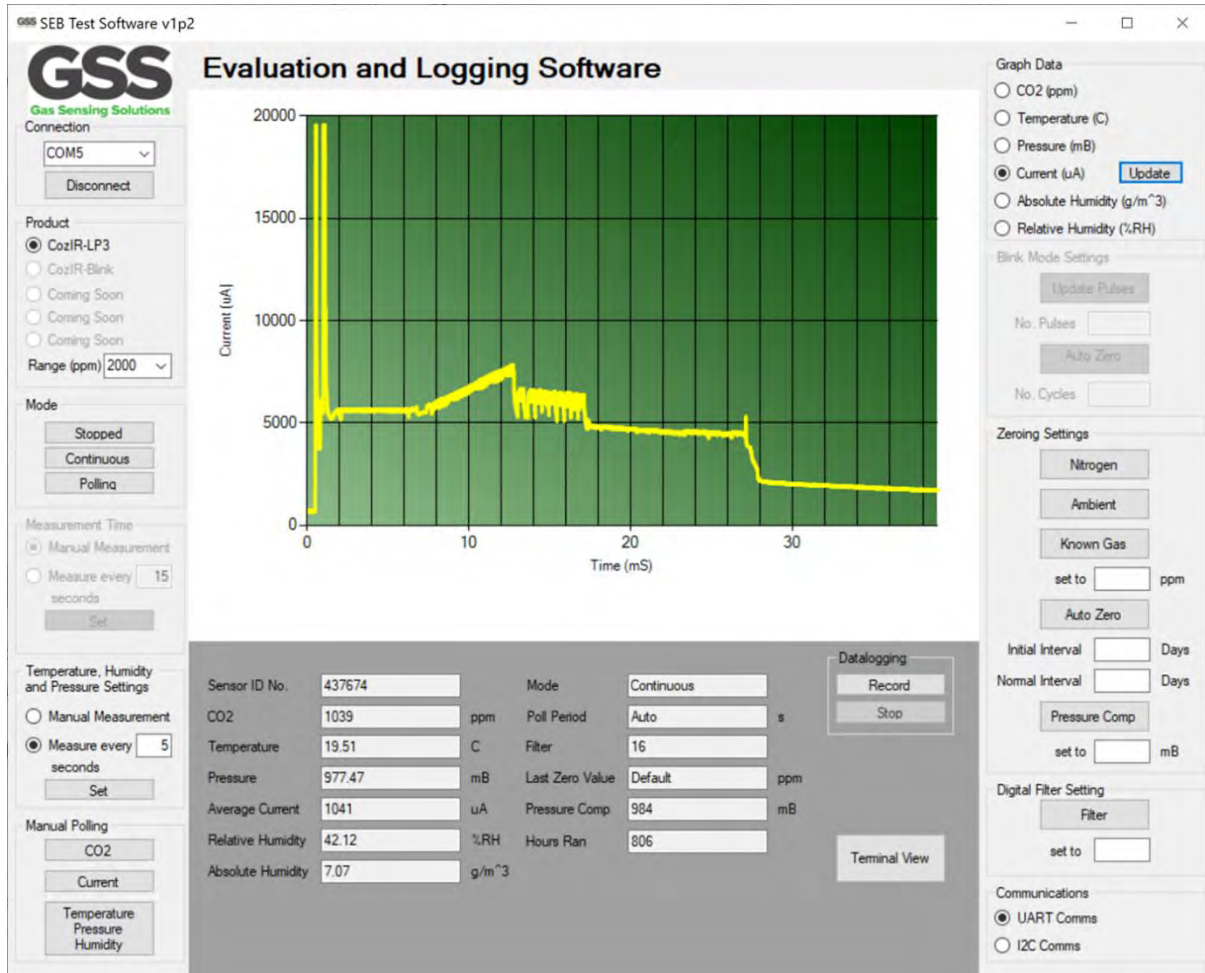 GSS SEB Test Software v1p2
GSS
Gas Sensing Solutions
Evaluation and Logging Software
Connection
COM5
Disconnect
Product
CozIR-LP3
CozIR-Blink
Coming Soon
Coming Soon
Coming Soon
Range (ppm) 2000
Mode
Stopped
Continuous
Polling
Measurement Time
Manual Measurement
Measure every 15
seconds
Set
Temperature, Humidity
and Pressure Settings
Manual Measurement
Measure every 5
seconds
Set
Manual Polling
CO2
Current
Temperature
Pressure
Humidity
20000
15000
10000
5000
0
Current (uA)
0 10 20 30
Time (mS)
Sensor ID No. 437674
CO2 1039 ppm
Temperature 19.51 C
Pressure 977.47 mB
Average Current 1041 uA
Relative Humidity 42.12 %RH
Absolute Humidity 7.07 g/m^3
Mode Continuous
Poll Period Auto s
Filter 16
Last Zero Value Default ppm
Pressure Comp 984 mB
Hours Ran 806
Datalogging
Record
Stop
Terminal View
Graph Data
CO2 (ppm)
Temperature (C)
Pressure (mB)
Current (uA) Update
Absolute Humidity (g/m^3)
Relative Humidity (%RH)
Blink Mode Settings
Update Pulses
No. Pulses
Auto Zero
No. Cycles
Zeroing Settings
Nitrogen
Ambient
Known Gas
set to ppm
Auto Zero
Initial Interval Days
Normal Interval Days
Pressure Comp
set to mB
Digital Filter Setting
Filter
set to
Communications
UART Comms
I2C Comms